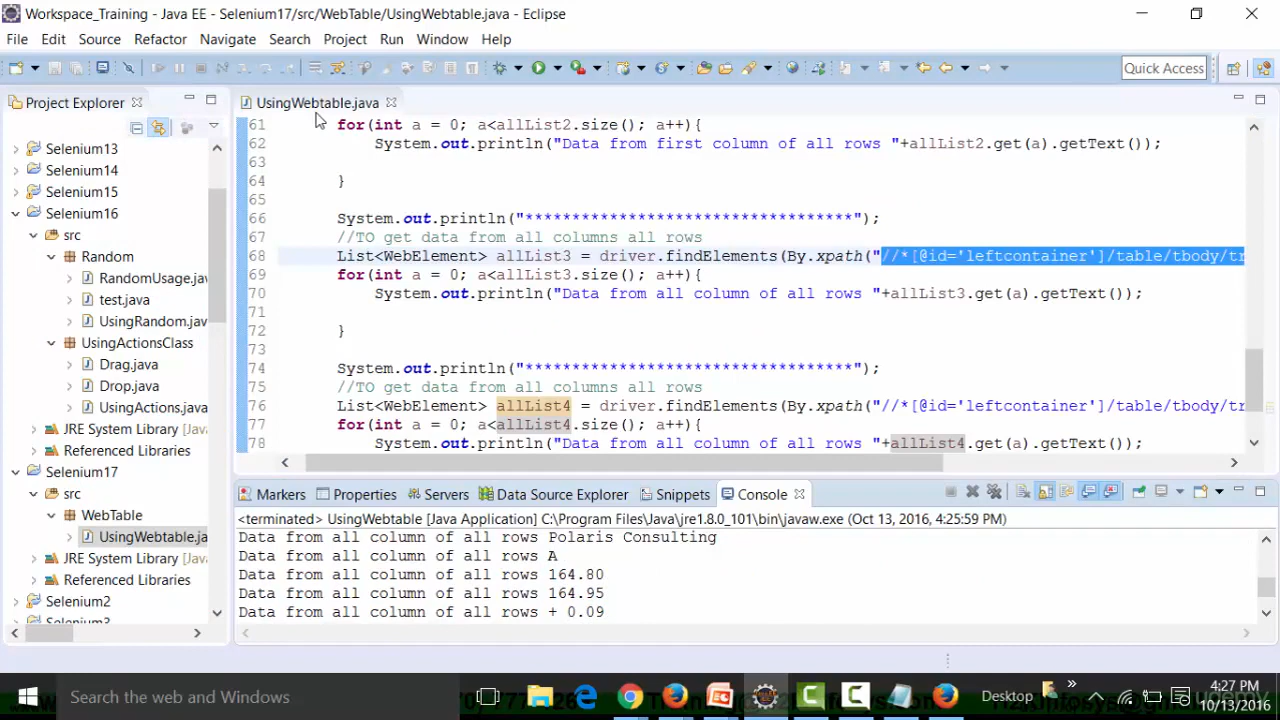 Workspace_Training - Java EE - Selenium17/src/WebTable/UsingWebtable.java - Eclipse
File Edit Source Refactor Navigate Search Project Run Window Help
Quick Access
Project Explorer
UsingWebtable.java
Selenium13
Selenium14
Selenium15
Selenium16
src
Random
RandomUsage.jav
test.java
UsingRandom.jav
UsingActionsClass
Drag.java
Drop.java
UsingActions.java
JRE System Library [Jav
Referenced Libraries
Selenium17
src
WebTable
UsingWebtable.ja
JRE System Library [Jav
Referenced Libraries
Selenium2
Selenium3
61 for(int a = 0; a<allList2.size(); a++){
62 System.out.println("Data from first column of all rows "+allList2.get(a).getText());
63
64 }
65
66 System.out.println("***********************************");
67 //TO get data from all columns all rows
68 List<WebElement> allList3 = driver.findElements(By.xpath("//*[@id='leftcontainer']/table/tbody/tr
69 for(int a = 0; a<allList3.size(); a++){
70 System.out.println("Data from all column of all rows "+allList3.get(a).getText());
71
72 }
73
74 System.out.println("***********************************");
75 //TO get data from all columns all rows
76 List<WebElement> allList4 = driver.findElements(By.xpath("//*[@id='leftcontainer']/table/tbody/tr
77 for(int a = 0; a<allList4.size(); a++){
78 System.out.println("Data from all column of all rows "+allList4.get(a).getText());
Markers Properties Servers Data Source Explorer Snippets Console
<terminated> UsingWebtable [Java Application] C:\Program Files\Java\jre1.8.0_101\bin\javaw.exe (Oct 13, 2016, 4:25:59 PM)
Data from all column of all rows Polaris Consulting
Data from all column of all rows A
Data from all column of all rows 164.80
Data from all column of all rows 164.95
Data from all column of all rows + 0.09
Search the web and Windows
Desktop
4:27 PM
10/13/2016